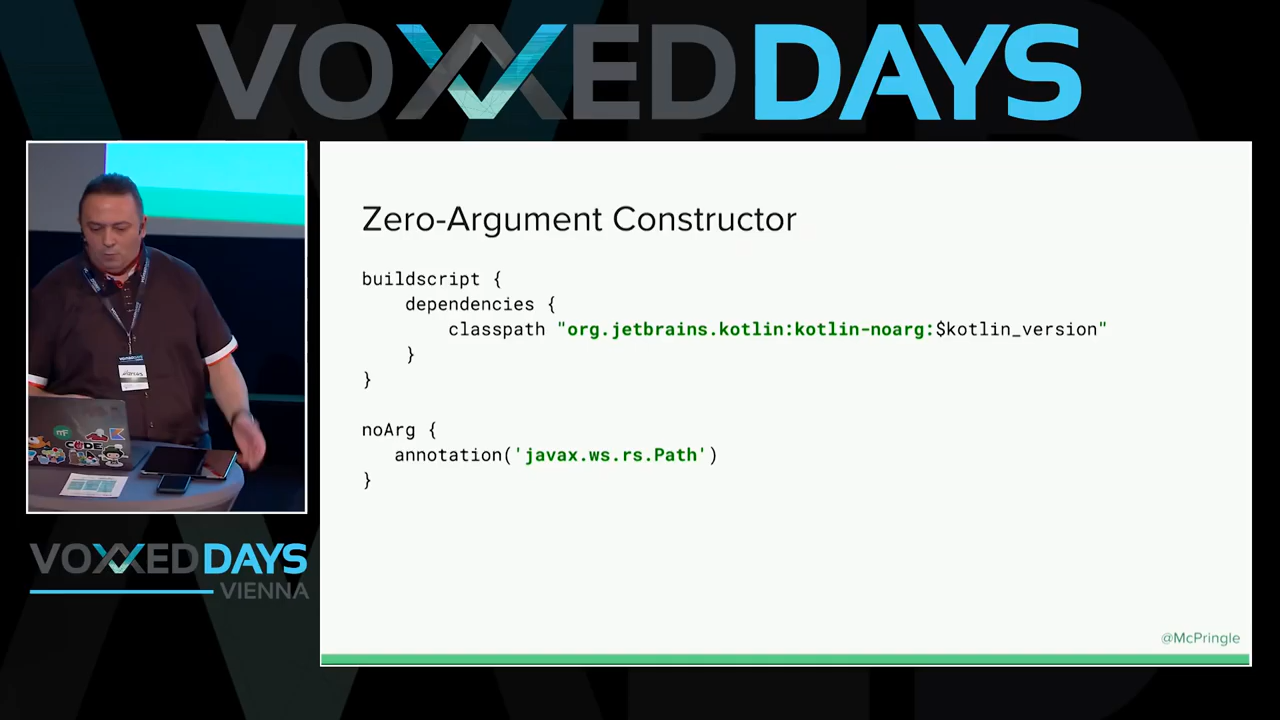 VOXXED DAYS
Zero-Argument Constructor
buildscript {
    dependencies {
        classpath "org.jetbrains.kotlin:kotlin-noarg:$kotlin_version"
    }
}
noArg {
   annotation('javax.ws.rs.Path')
}
CODE
VOXXED DAYS
VIENNA
@McPringle